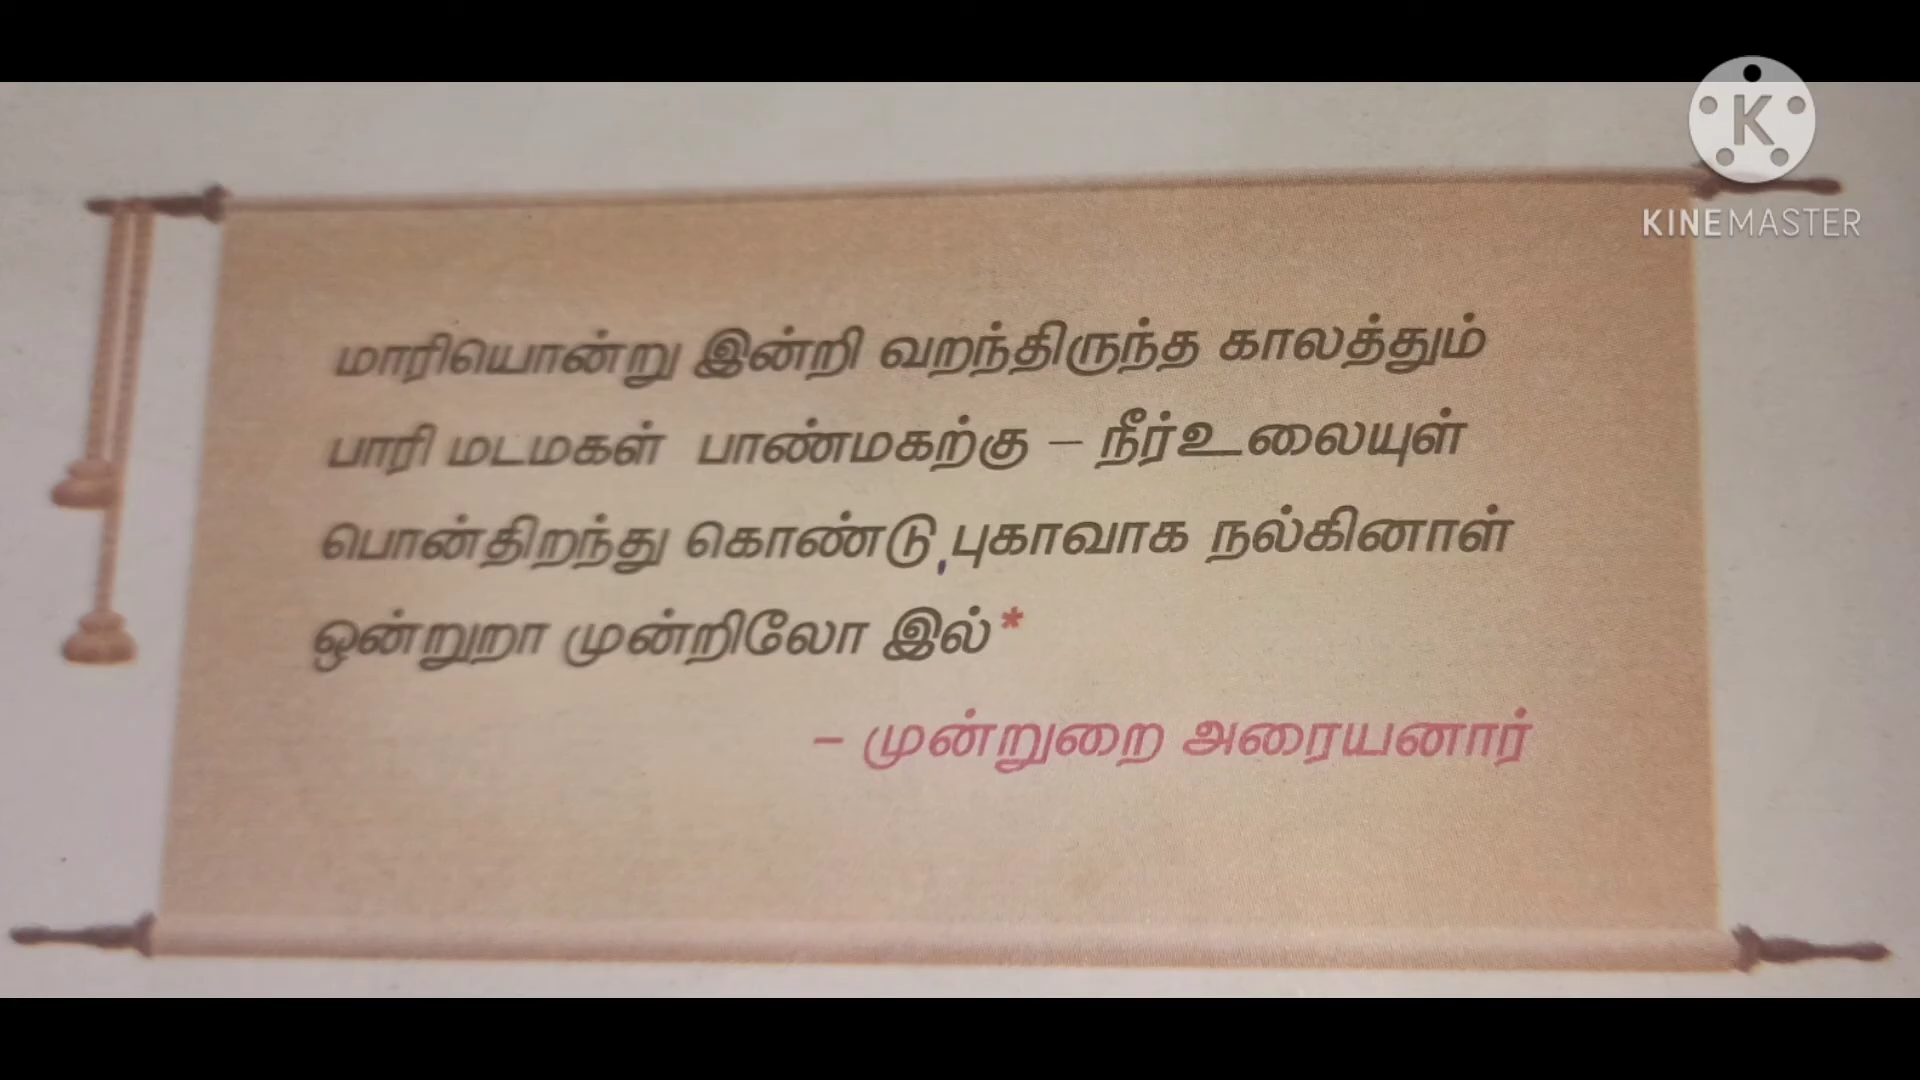 K
KINEMASTER
மாரியொன்று இன்றி வறந்திருந்த காலத்தும்
பாரி மடமகள் பாண்மகற்கு – நீர்உலையுள்
பொன்திறந்து கொண்டு புகாவாக நல்கினாள்
ஒன்றுறா முன்றிலோ இல்*
– முன்றுறை அரையனார்